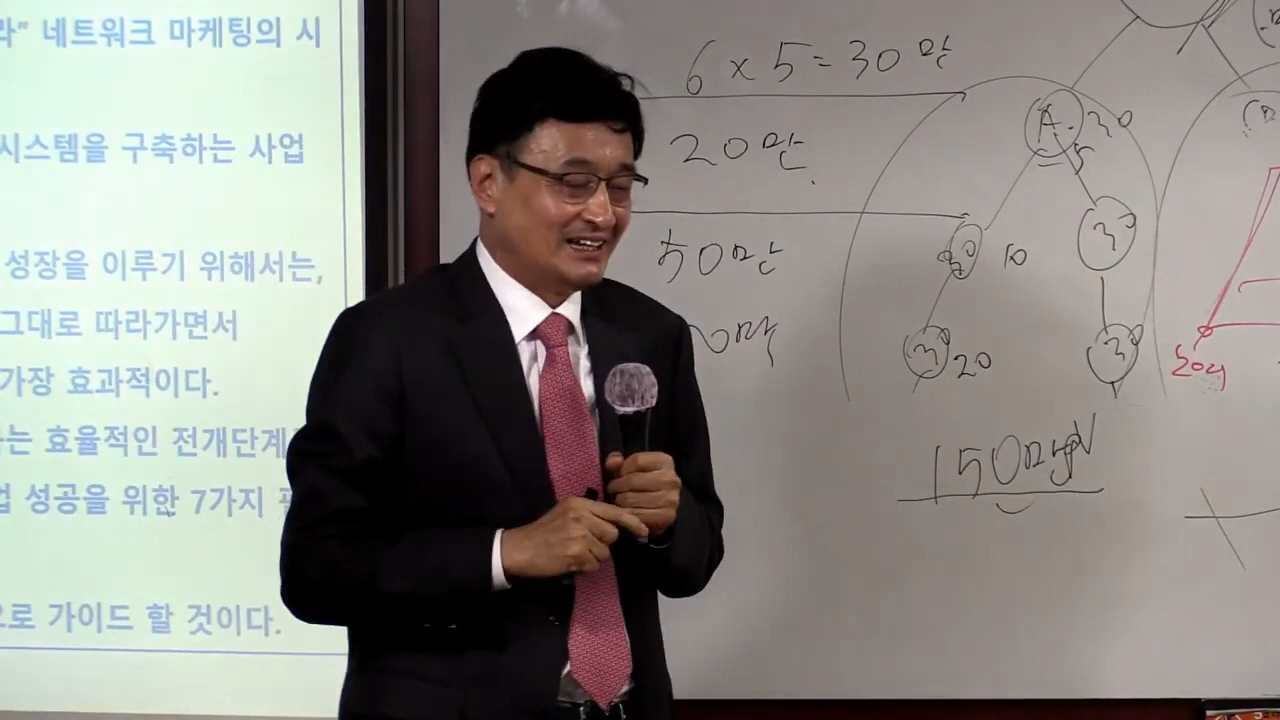 라” 네트워크 마케팅의 시
시스템을 구축하는 사업
성장을 이루기 위해서는,
그대로 따라가면서
가장 효과적이다.
는 효율적인 전개단계
업 성공을 위한 7가지
으로 가이드 할 것이다.
6 x 5 = 30만
20만
50만
A. 20
5
10
20
150만